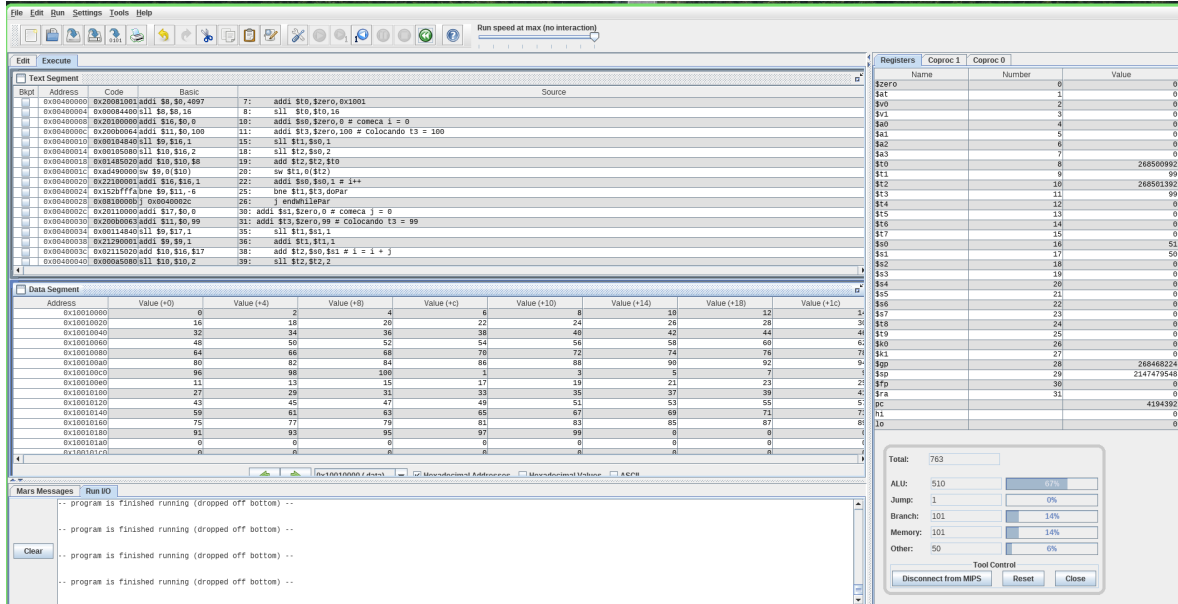 File Edit Run Settings Tools Help
Run speed at max (no interaction)
Edit Execute
Text Segment
Bkpt Address Code Basic Source
0x00400000 0x20081001 addi $8,$0,4097 7: addi $t0,$zero,0x1001
0x00400004 0x00084400 sll $8,$8,16 8: sll $t0,$t0,16
0x00400008 0x20100000 addi $16,$0,0 10: addi $s0,$zero,0 # comeca i = 0
0x0040000c 0x200b0064 addi $11,$0,100 11: addi $t3,$zero,100 # Colocando t3 = 100
0x00400010 0x00104840 sll $9,$16,1 15: sll $t1,$s0,1
0x00400014 0x00105080 sll $10,$16,2 18: sll $t2,$s0,2
0x00400018 0x01485020 add $10,$10,$8 19: add $t2,$t2,$t0
0x0040001c 0xad490000 sw $9,0($10) 20: sw $t1,0($t2)
0x00400020 0x22100001 addi $16,$16,1 22: addi $s0,$s0,1 # i++
0x00400024 0x152bfffa bne $9,$11,-6 25: bne $t1,$t3,doPar
0x00400028 0x0810000b j 0x0040002c 26: j endWhilePar
0x0040002c 0x20110000 addi $17,$0,0 30: addi $s1,$zero,0 # comeca j = 0
0x00400030 0x200b0063 addi $11,$0,99 31: addi $t3,$zero,99 # Colocando t3 = 99
0x00400034 0x00114840 sll $9,$17,1 35: sll $t1,$s1,1
0x00400038 0x21290001 addi $9,$9,1 36: addi $t1,$t1,1
0x0040003c 0x02115020 add $10,$16,$17 38: add $t2,$s0,$s1 # i = i + j
0x00400040 0x000a5080 sll $10,$10,2 39: sll $t2,$t2,2
Data Segment
Address Value (+0) Value (+4) Value (+8) Value (+c) Value (+10) Value (+14) Value (+18) Value (+1c)
0x10010000 0 2 4 6 8 10 12
0x10010020 16 18 20 22 24 26 28
0x10010040 32 34 36 38 40 42 44
0x10010060 48 50 52 54 56 58 60
0x10010080 64 66 68 70 72 74 76
0x100100a0 80 82 84 86 88 90 92
0x100100c0 96 98 100 1 3 5 7
0x100100e0 11 13 15 17 19 21 23
0x10010100 27 29 31 33 35 37 39
0x10010120 43 45 47 49 51 53 55
0x10010140 59 61 63 65 67 69 71
0x10010160 75 77 79 81 83 85 87
0x10010180 91 93 95 97 99 0 0
0x100101a0 0 0 0 0 0 0 0
0x100101c0 0 0 0 0 0 0 0
0x10010000 (.data) Hexadecimal Addresses Hexadecimal Values ASCII
Mars Messages Run I/O
-- program is finished running (dropped off bottom) --
-- program is finished running (dropped off bottom) --
Clear
-- program is finished running (dropped off bottom) --
-- program is finished running (dropped off bottom) --
Registers Coproc 1 Coproc 0
Name Number Value
$zero 0 0
$at 1 0
$v0 2 0
$v1 3 0
$a0 4 0
$a1 5 0
$a2 6 0
$a3 7 0
$t0 8 268500992
$t1 9 99
$t2 10 268501392
$t3 11 99
$t4 12 0
$t5 13 0
$t6 14 0
$t7 15 0
$s0 16 51
$s1 17 50
$s2 18 0
$s3 19 0
$s4 20 0
$s5 21 0
$s6 22 0
$s7 23 0
$t8 24 0
$t9 25 0
$k0 26 0
$k1 27 0
$gp 28 268468224
$sp 29 2147479548
$fp 30 0
$ra 31 0
pc 4194392
hi 0
lo 0
Total: 763
ALU: 510 67%
Jump: 1 0%
Branch: 101 14%
Memory: 101 14%
Other: 50 6%
Tool Control
Disconnect from MIPS Reset Close